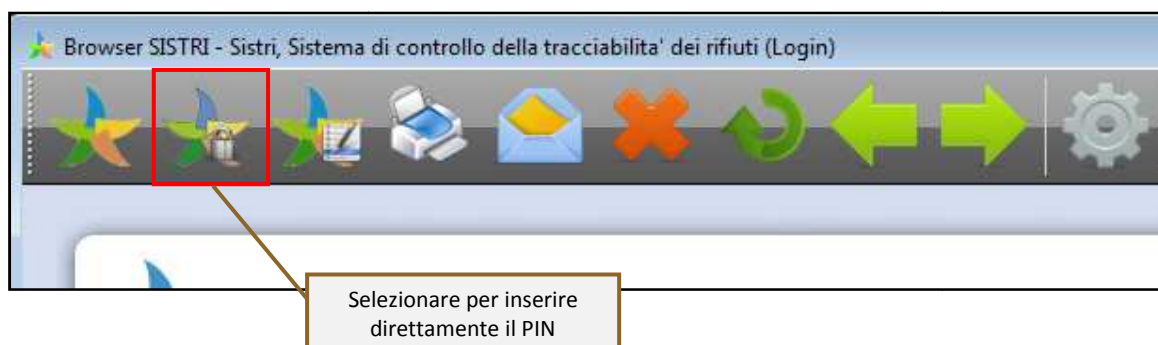 Browser SISTRI - Sistri, Sistema di controllo della tracciabilita' dei rifiuti (Login)
Selezionare per inserire
direttamente il PIN